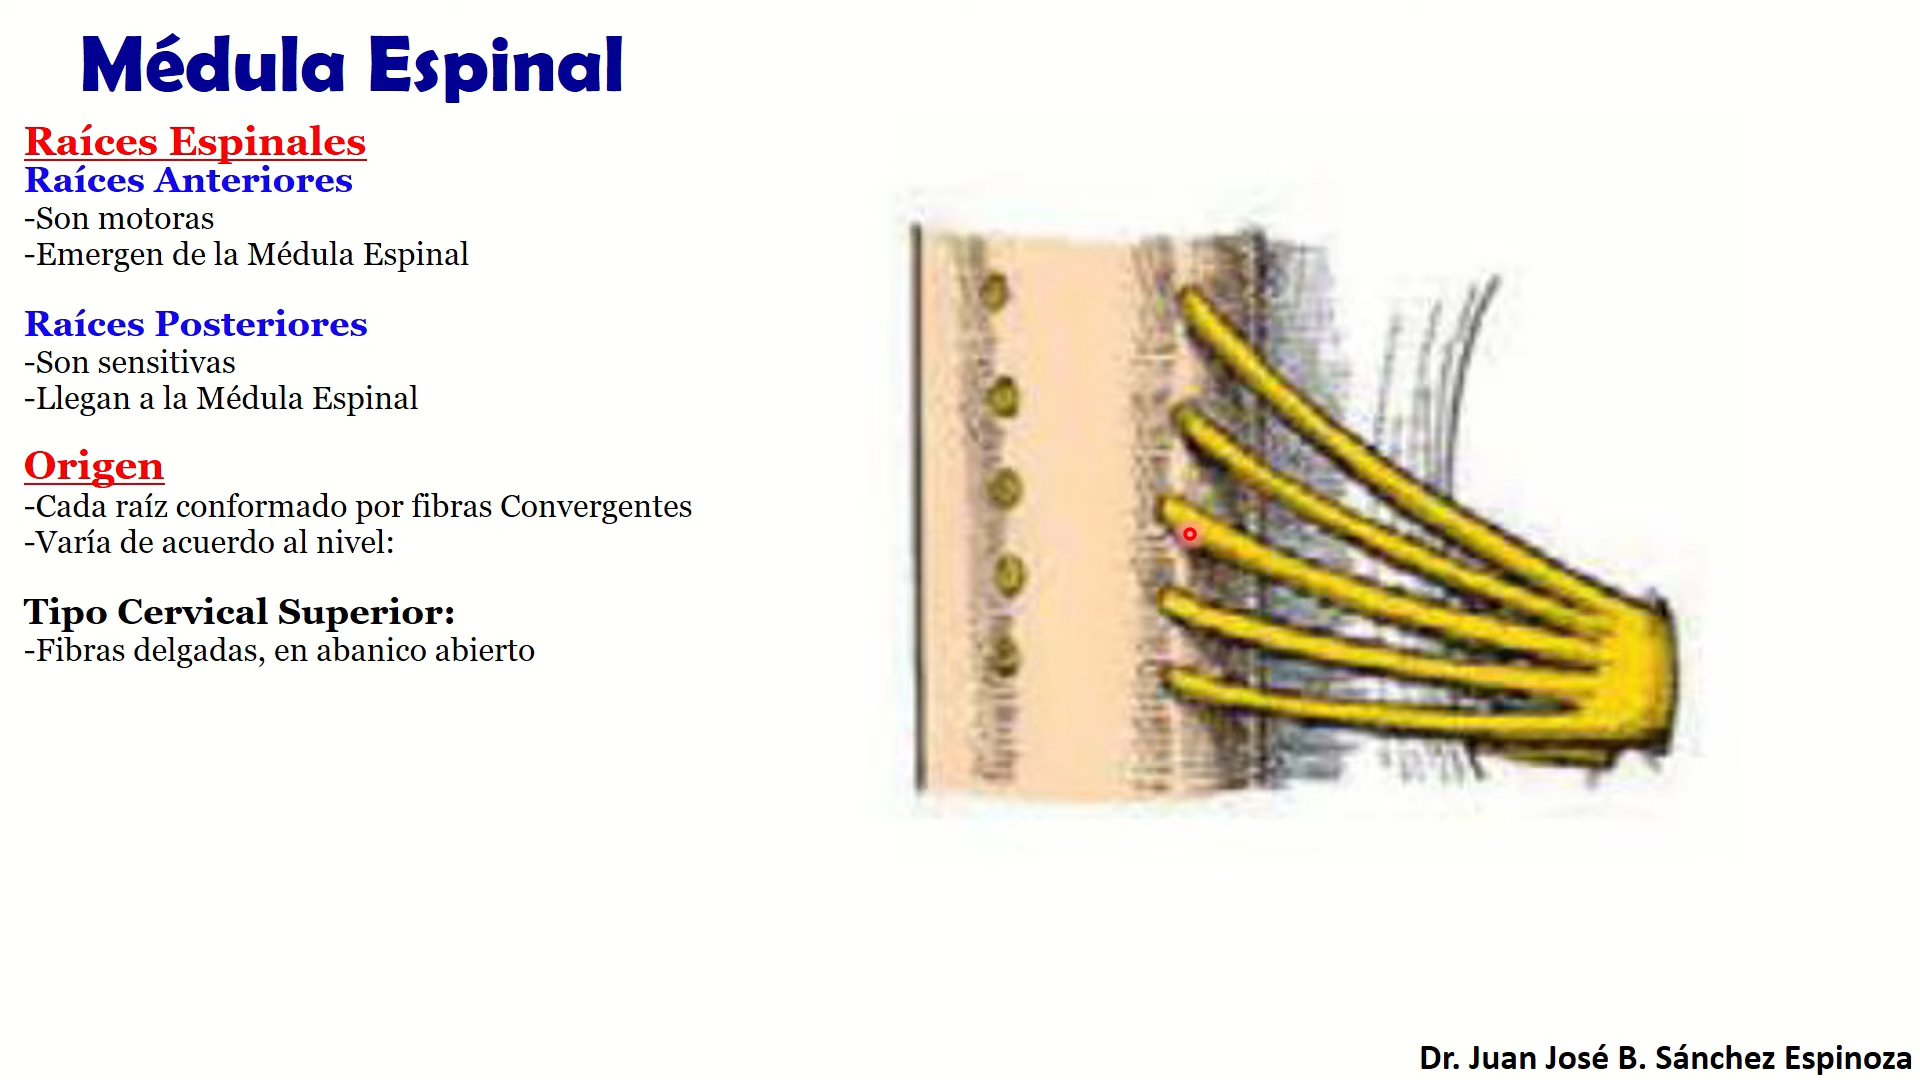 Médula Espinal
Raíces Espinales
Raíces Anteriores
-Son motoras
-Emergen de la Médula Espinal
Raíces Posteriores
-Son sensitivas
-Llegan a la Médula Espinal
Origen
-Cada raíz conformado por fibras Convergentes
-Varía de acuerdo al nivel:
Tipo Cervical Superior:
-Fibras delgadas, en abanico abierto
Dr. Juan José B. Sánchez Espinoza